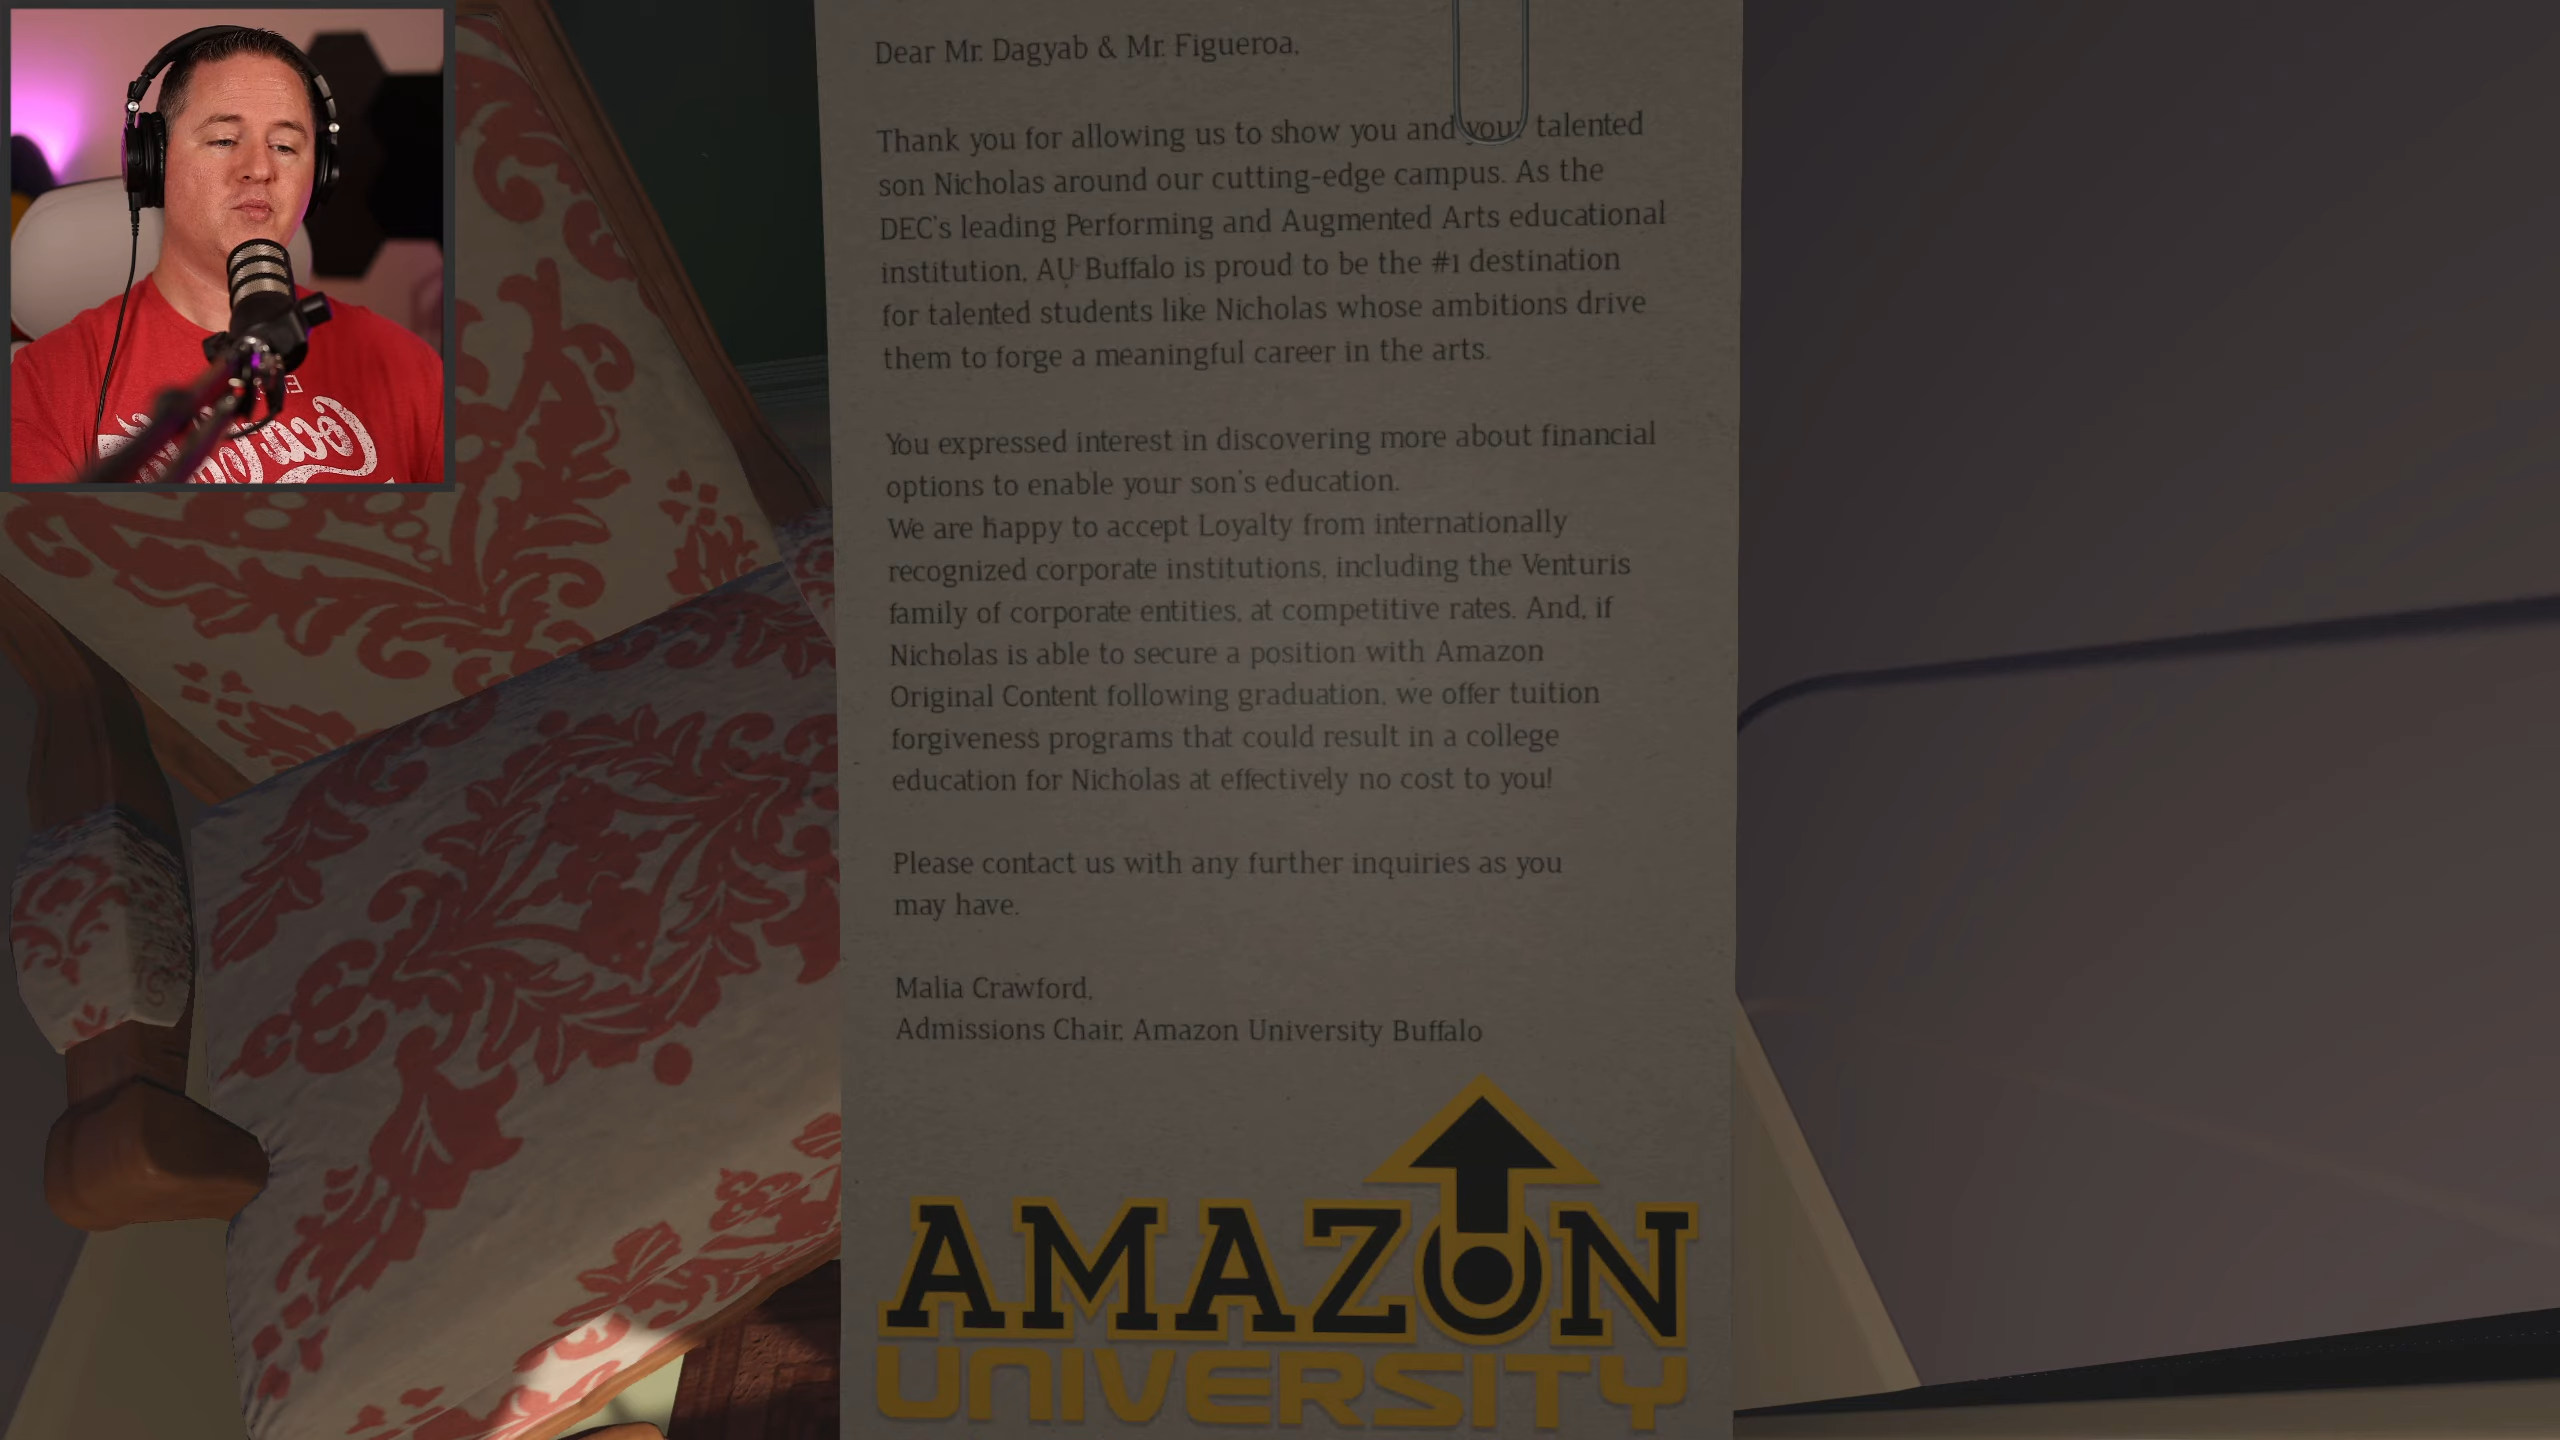 Dear Mr. Dagyab & Mr. Figueroa,
Thank you for allowing us to show you and your talented
son Nicholas around our cutting-edge campus. As the
DEC's leading Performing and Augmented Arts educational
institution, AU Buffalo is proud to be the #1 destination
for talented students like Nicholas whose ambitions drive
them to forge a meaningful career in the arts.
You expressed interest in discovering more about financial
options to enable your son's education.
We are happy to accept Loyalty from internationally
recognized corporate institutions, including the Venturis
family of corporate entities, at competitive rates. And, if
Nicholas is able to secure a position with Amazon
Original Content following graduation, we offer tuition
forgiveness programs that could result in a college
education for Nicholas at effectively no cost to you!
Please contact us with any further inquiries as you
may have.
Malia Crawford,
Admissions Chair, Amazon University Buffalo
AMAZON
UNIVERSITY
Coca-Cola